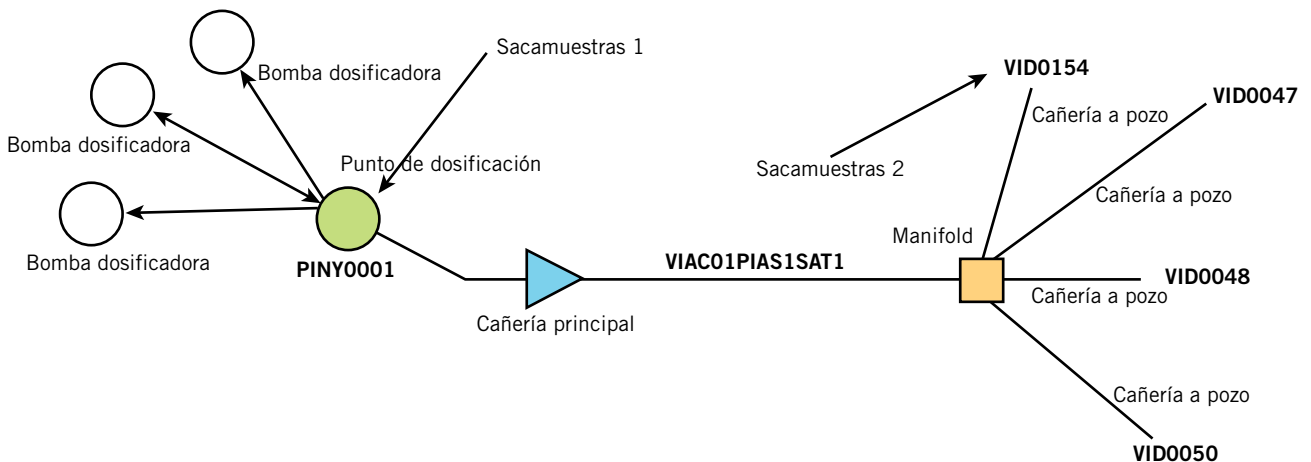 Sacamuestras 1
Bomba dosificadora
Bomba dosificadora
Punto de dosificación
Bomba dosificadora
PINY0001
Cañería principal
VIAC01PIAS1SAT1
Manifold
Sacamuestras 2
VID0154
Cañería a pozo
VID0047
Cañería a pozo
VID0048
Cañería a pozo
Cañería a pozo
VID0050